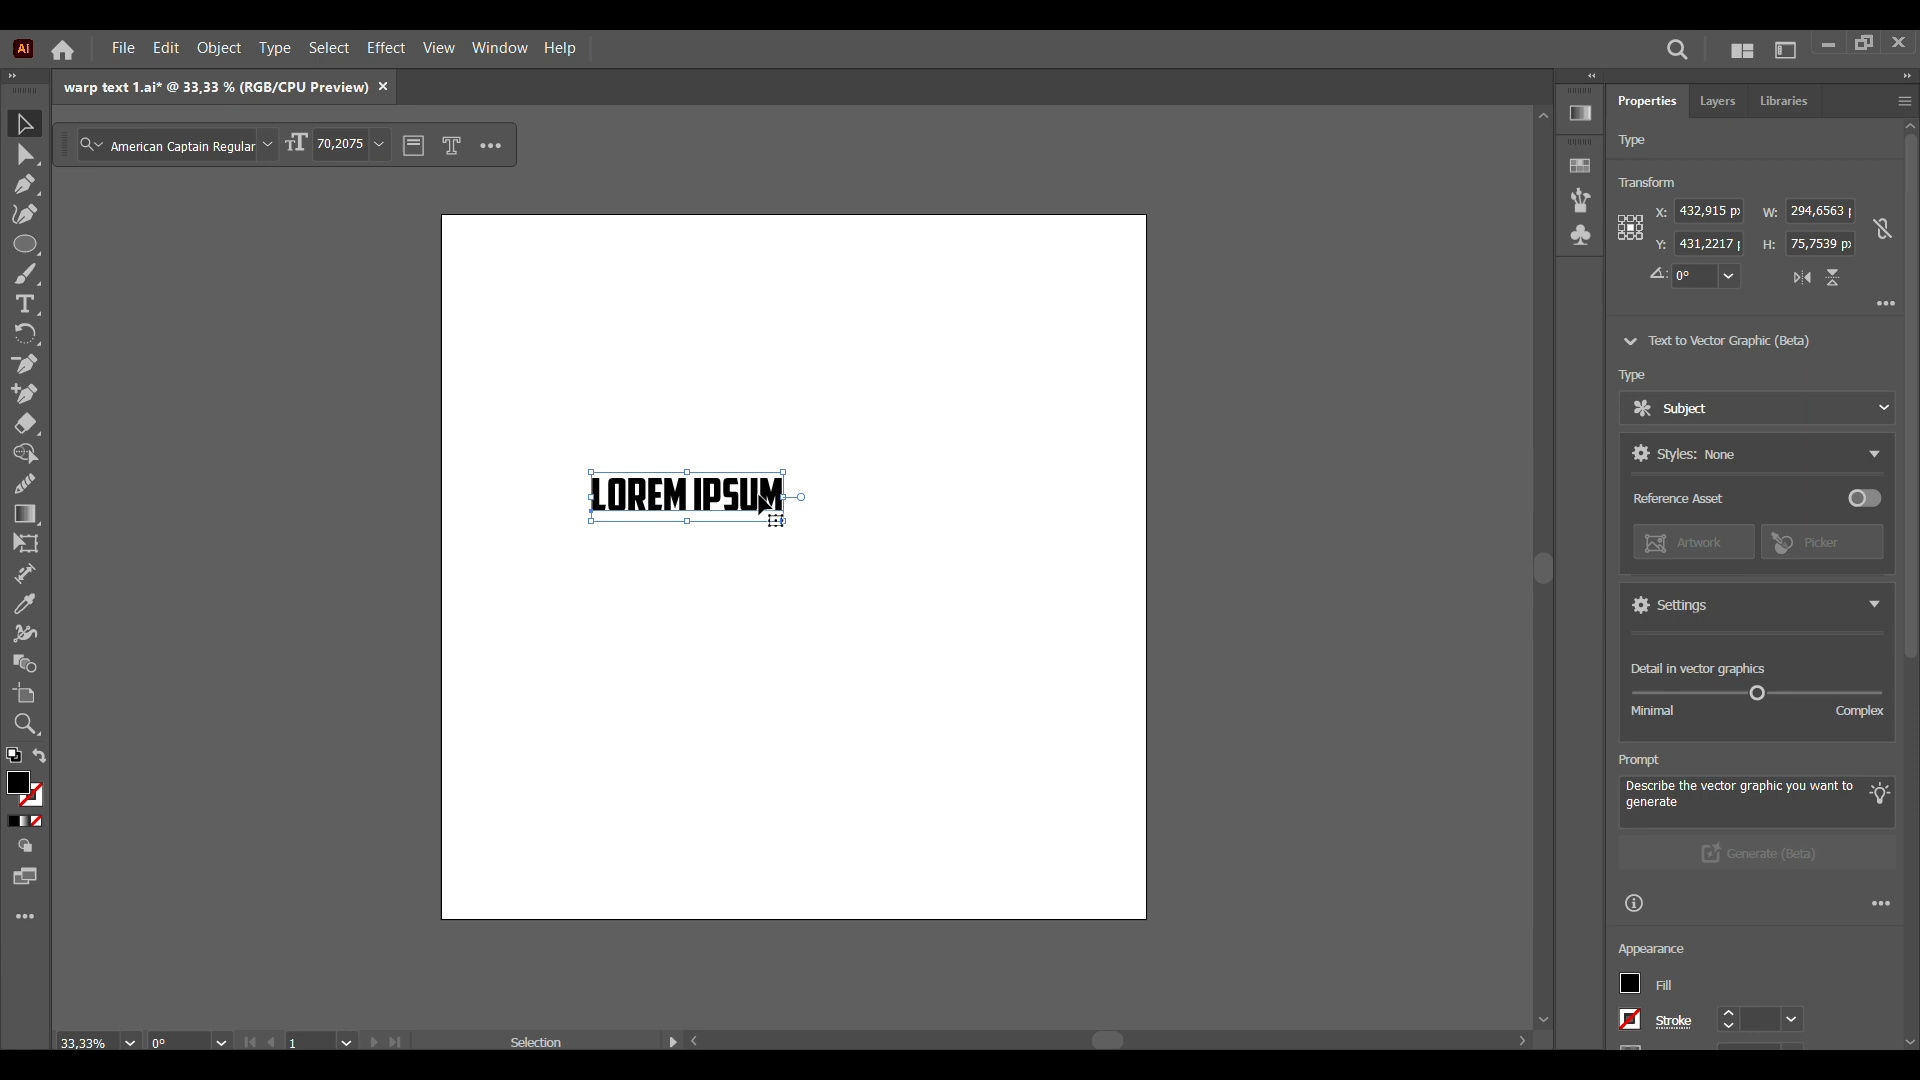 Ai File Edit Object Type Select Effect View Window Help
warp text 1.ai* @ 33,33 % (RGB/CPU Preview)
American Captain Regular 70,2075
LOREM IPSUM
33,33% 0° 1 Selection
Properties Layers Libraries
Type
Transform
X: 432,915 px W: 294,6563
Y: 431,2217 H: 75,7539 px
0°
Text to Vector Graphic (Beta)
Type
Subject
Styles: None
Reference Asset
Artwork Picker
Settings
Detail in vector graphics
Minimal Complex
Prompt
Describe the vector graphic you want to
generate
Generate (Beta)
Appearance
Fill
Stroke